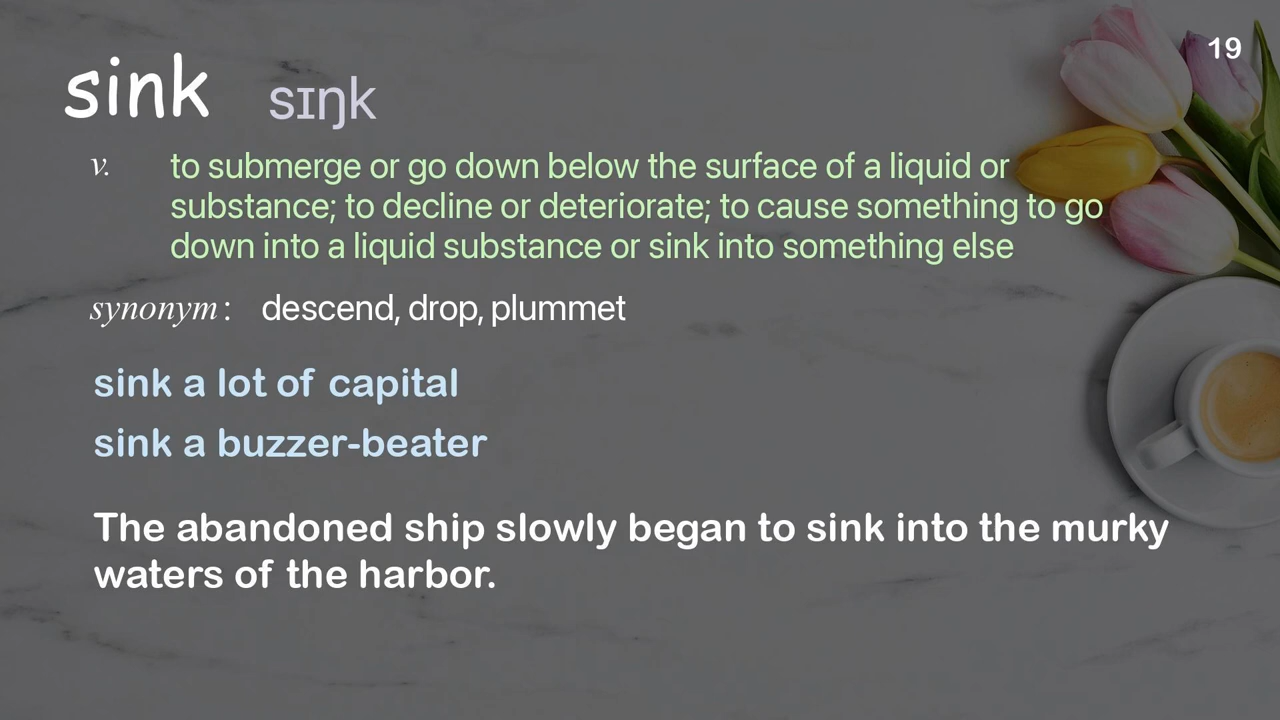 19
sink sɪŋk
v. to submerge or go down below the surface of a liquid or
substance; to decline or deteriorate; to cause something to go
down into a liquid substance or sink into something else
synonym: descend, drop, plummet
sink a lot of capital
sink a buzzer-beater
The abandoned ship slowly began to sink into the murky
waters of the harbor.